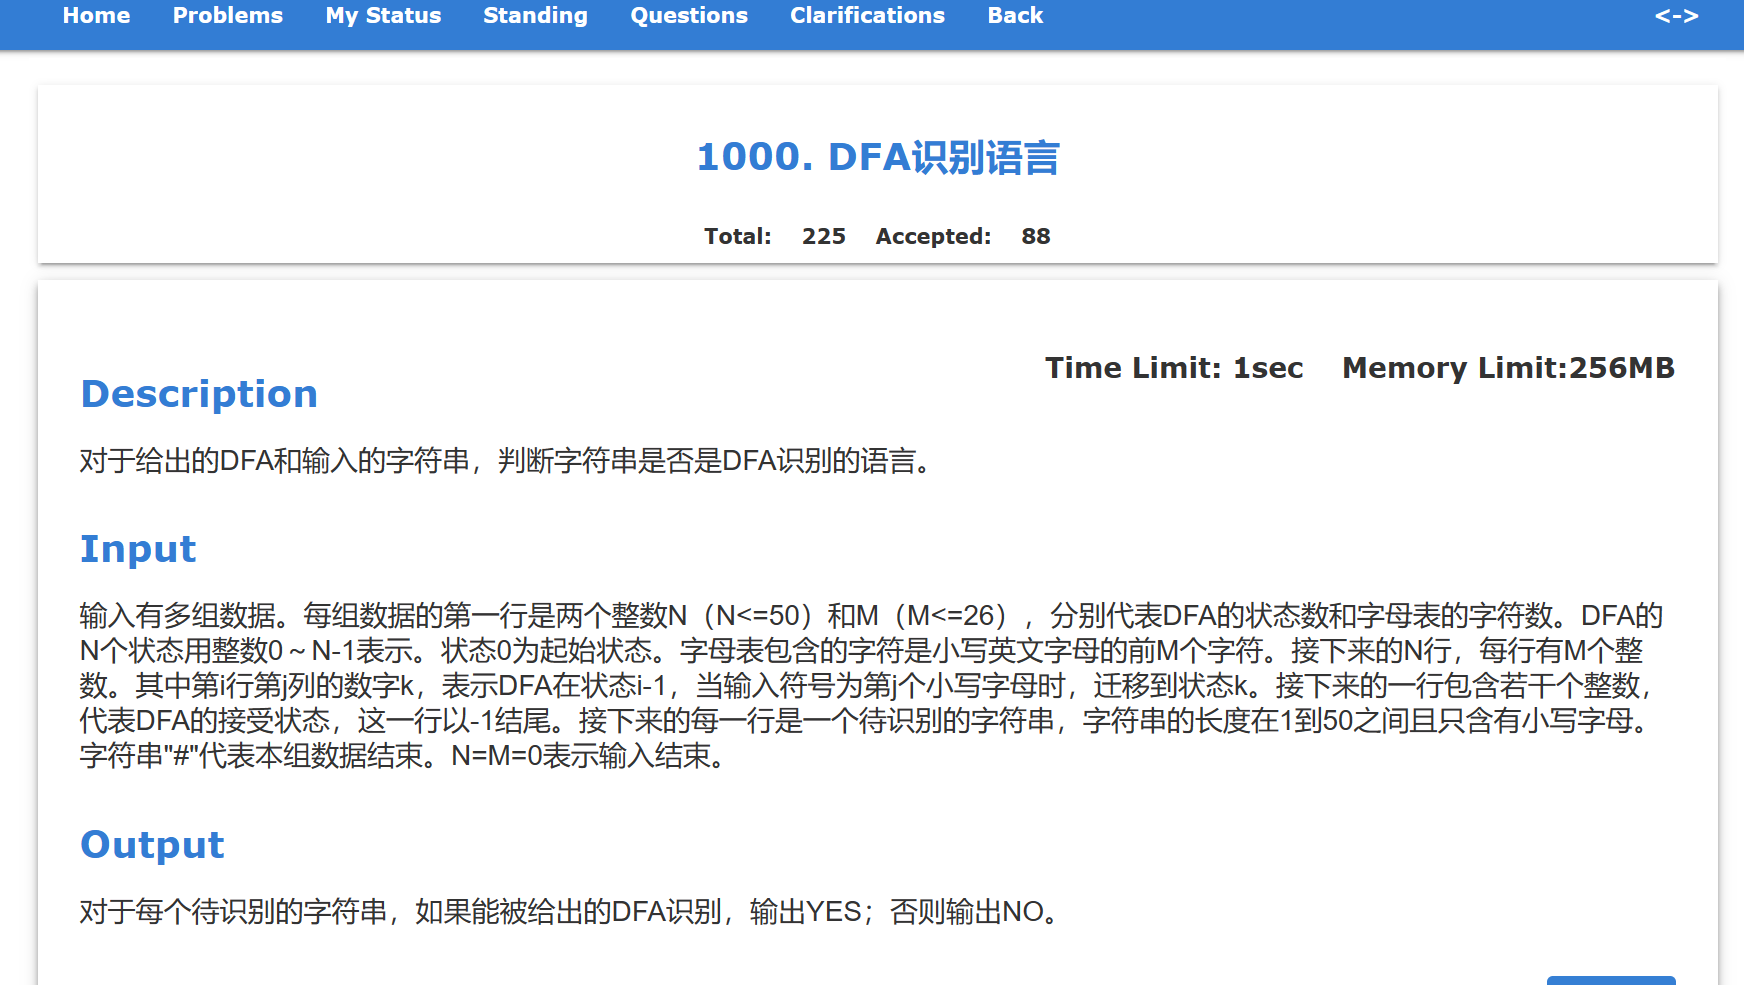 Home Problems My Status Standing Questions Clarifications Back <->
1000. DFA识别语言
Total: 225 Accepted: 88
Time Limit: 1sec Memory Limit:256MB
Description
对于给出的DFA和输入的字符串，判断字符串是否是DFA识别的语言。
Input
输入有多组数据。每组数据的第一行是两个整数N（N<=50）和M（M<=26），分别代表DFA的状态数和字母表的字符数。DFA的
N个状态用整数0～N-1表示。状态0为起始状态。字母表包含的字符是小写英文字母的前M个字符。接下来的N行，每行有M个整
数。其中第i行第j列的数字k，表示DFA在状态i-1，当输入符号为第j个小写字母时，迁移到状态k。接下来的一行包含若干个整数，
代表DFA的接受状态，这一行以-1结尾。接下来的每一行是一个待识别的字符串，字符串的长度在1到50之间且只含有小写字母。
字符串"#"代表本组数据结束。N=M=0表示输入结束。
Output
对于每个待识别的字符串，如果能被给出的DFA识别，输出YES；否则输出NO。